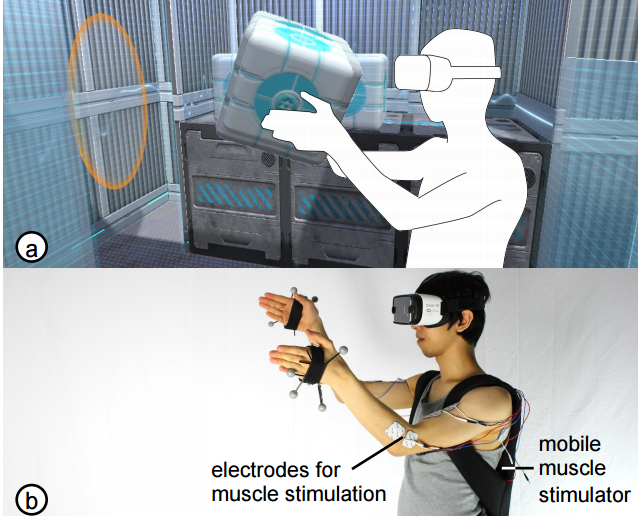 a
electrodes for
muscle stimulation
mobile
muscle
stimulator
b